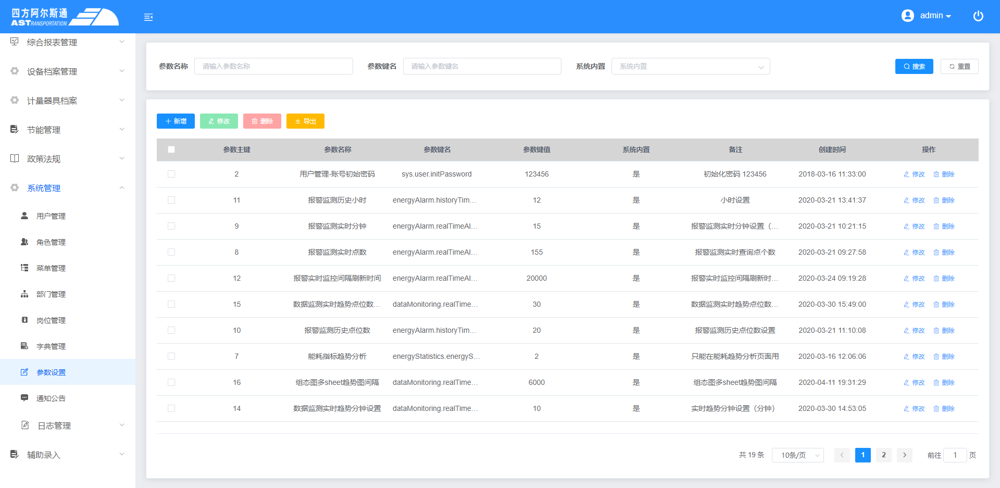 四方阿尔斯通
ASTRANSPORTATION
admin
综合报表管理
设备档案管理
计量器具档案
节能管理
政策法规
系统管理
用户管理
角色管理
菜单管理
部门管理
岗位管理
字典管理
参数设置
通知公告
日志管理
辅助录入
参数名称 请输入参数名称 参数键名 请输入参数键名 系统内置 系统内置 搜索 重置
新增 修改 删除 导出
参数主键 参数名称 参数键名 参数键值 系统内置 备注 创建时间 操作
2 用户管理-账号初始密码 sys.user.initPassword 123456 是 初始化密码 123456 2018-03-16 11:33:00 修改 删除
11 报警监测历史小时 energyAlarm.historyTim... 12 是 小时设置 2020-03-21 13:41:37 修改 删除
9 报警监测实时分钟 energyAlarm.realTimeAl... 15 是 报警监测实时分钟设置（... 2020-03-21 10:21:15 修改 删除
8 报警监测实时点数 energyAlarm.realTimeAl... 155 是 报警监测实时查询点个数 2020-03-21 09:27:58 修改 删除
12 报警实时监控间隔刷新时间 energyAlarm.realTimeAl... 20000 是 报警实时监控间隔刷新时... 2020-03-24 09:19:28 修改 删除
15 数据监测实时趋势点位数... dataMonitoring.realTime... 30 是 数据监测实时趋势点位数... 2020-03-30 15:49:00 修改 删除
10 报警监测历史点位数 energyAlarm.historyTim... 20 是 报警监测历史点位数设置 2020-03-21 11:10:08 修改 删除
7 能耗指标趋势分析 energyStatistics.energyS... 2 是 只能在能耗趋势分析页面用 2020-03-16 12:06:06 修改 删除
16 组态图多sheet趋势图间隔 dataMonitoring.realTime... 6000 是 组态图多sheet趋势图间隔 2020-04-11 19:31:29 修改 删除
14 数据监测实时趋势分钟设置 dataMonitoring.realTime... 10 是 实时趋势分钟设置（分钟） 2020-03-30 14:53:05 修改 删除
共 19 条 10条/页 1 2 前往 1 页